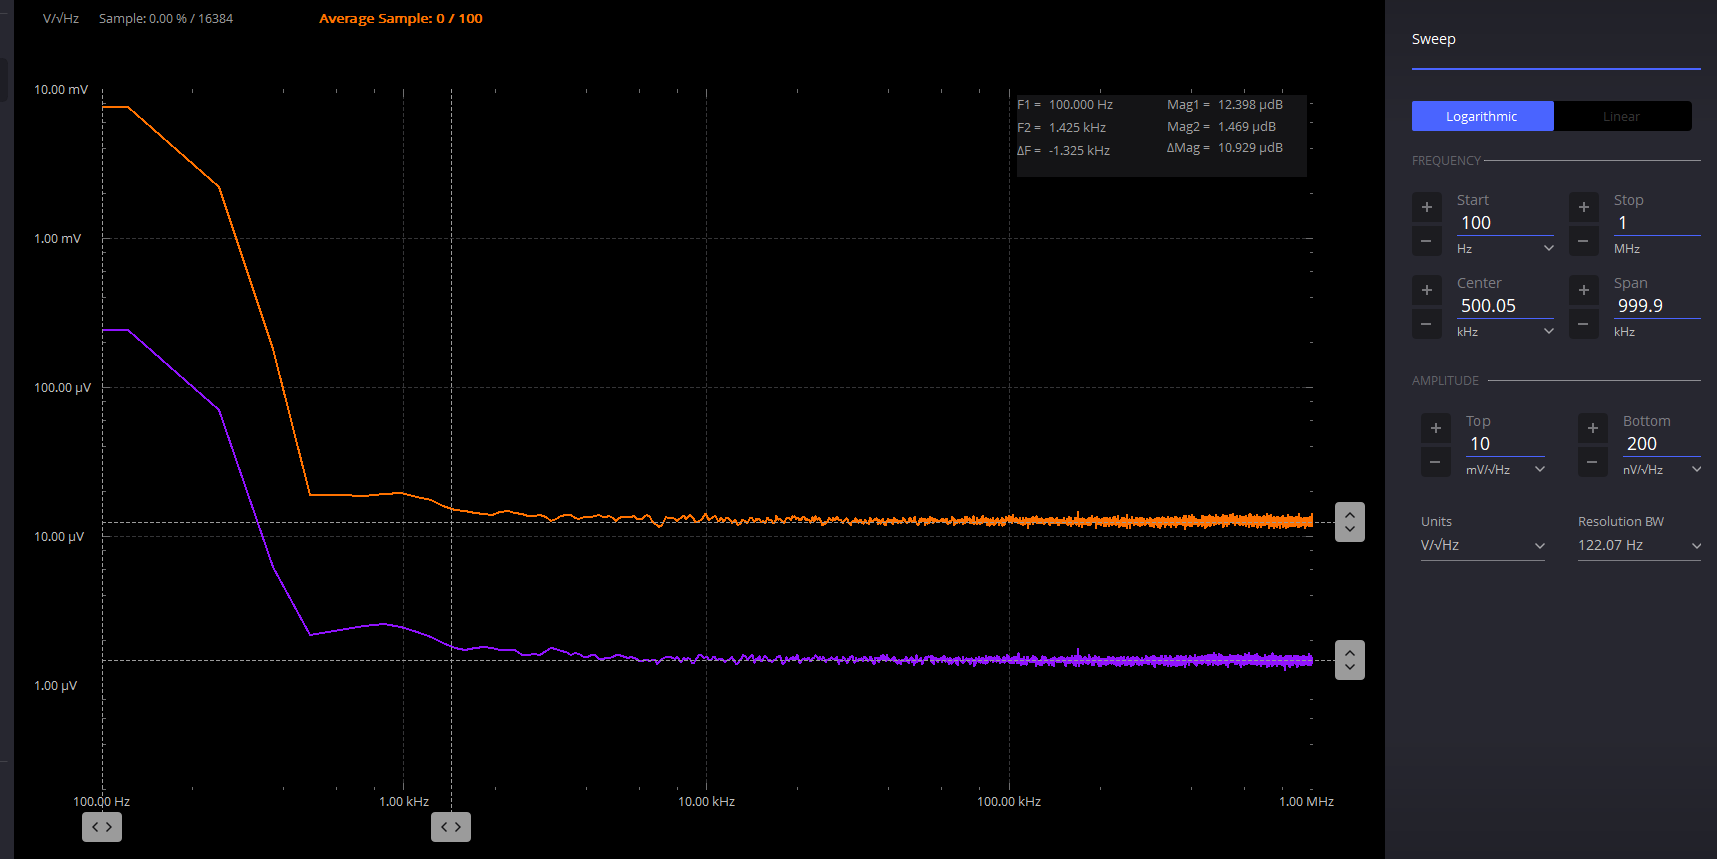 V/√Hz Sample: 0.00 % / 16384 Average Sample: 0 / 100
10.00 mV
1.00 mV
100.00 µV
10.00 µV
1.00 µV
100.00 Hz 1.00 kHz 10.00 kHz 100.00 kHz 1.00 MHz
F1 = 100.000 Hz Mag1 = 12.398 µdB
F2 = 1.425 kHz Mag2 = 1.469 µdB
ΔF = -1.325 kHz ΔMag = 10.929 µdB
Sweep
Logarithmic Linear
FREQUENCY
Start Stop
100 1
Hz MHz
Center Span
500.05 999.9
kHz kHz
AMPLITUDE
Top Bottom
10 200
mV/√Hz nV/√Hz
Units Resolution BW
V/√Hz 122.07 Hz